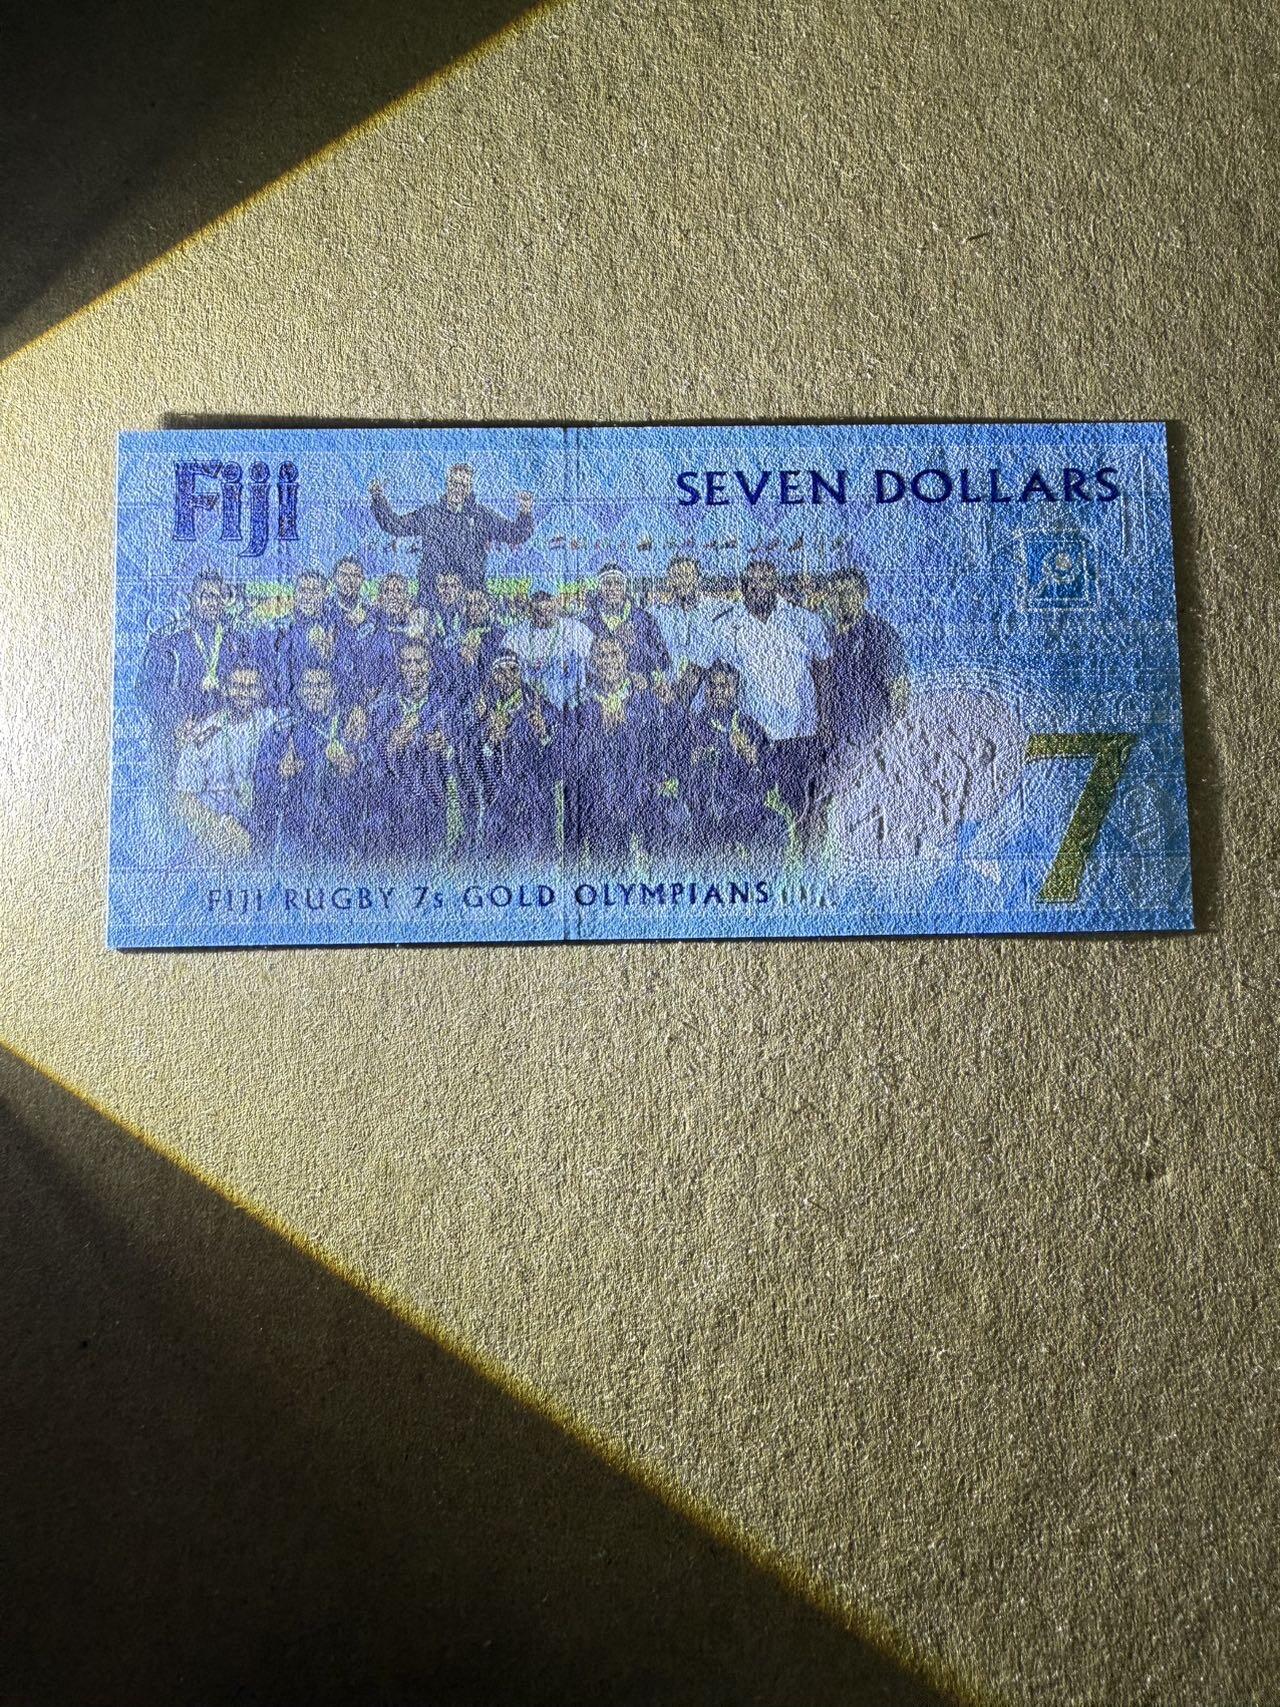 Fiji
SEVEN DOLLARS
7
FIJI RUGBY 7s GOLD OLYMPIANS